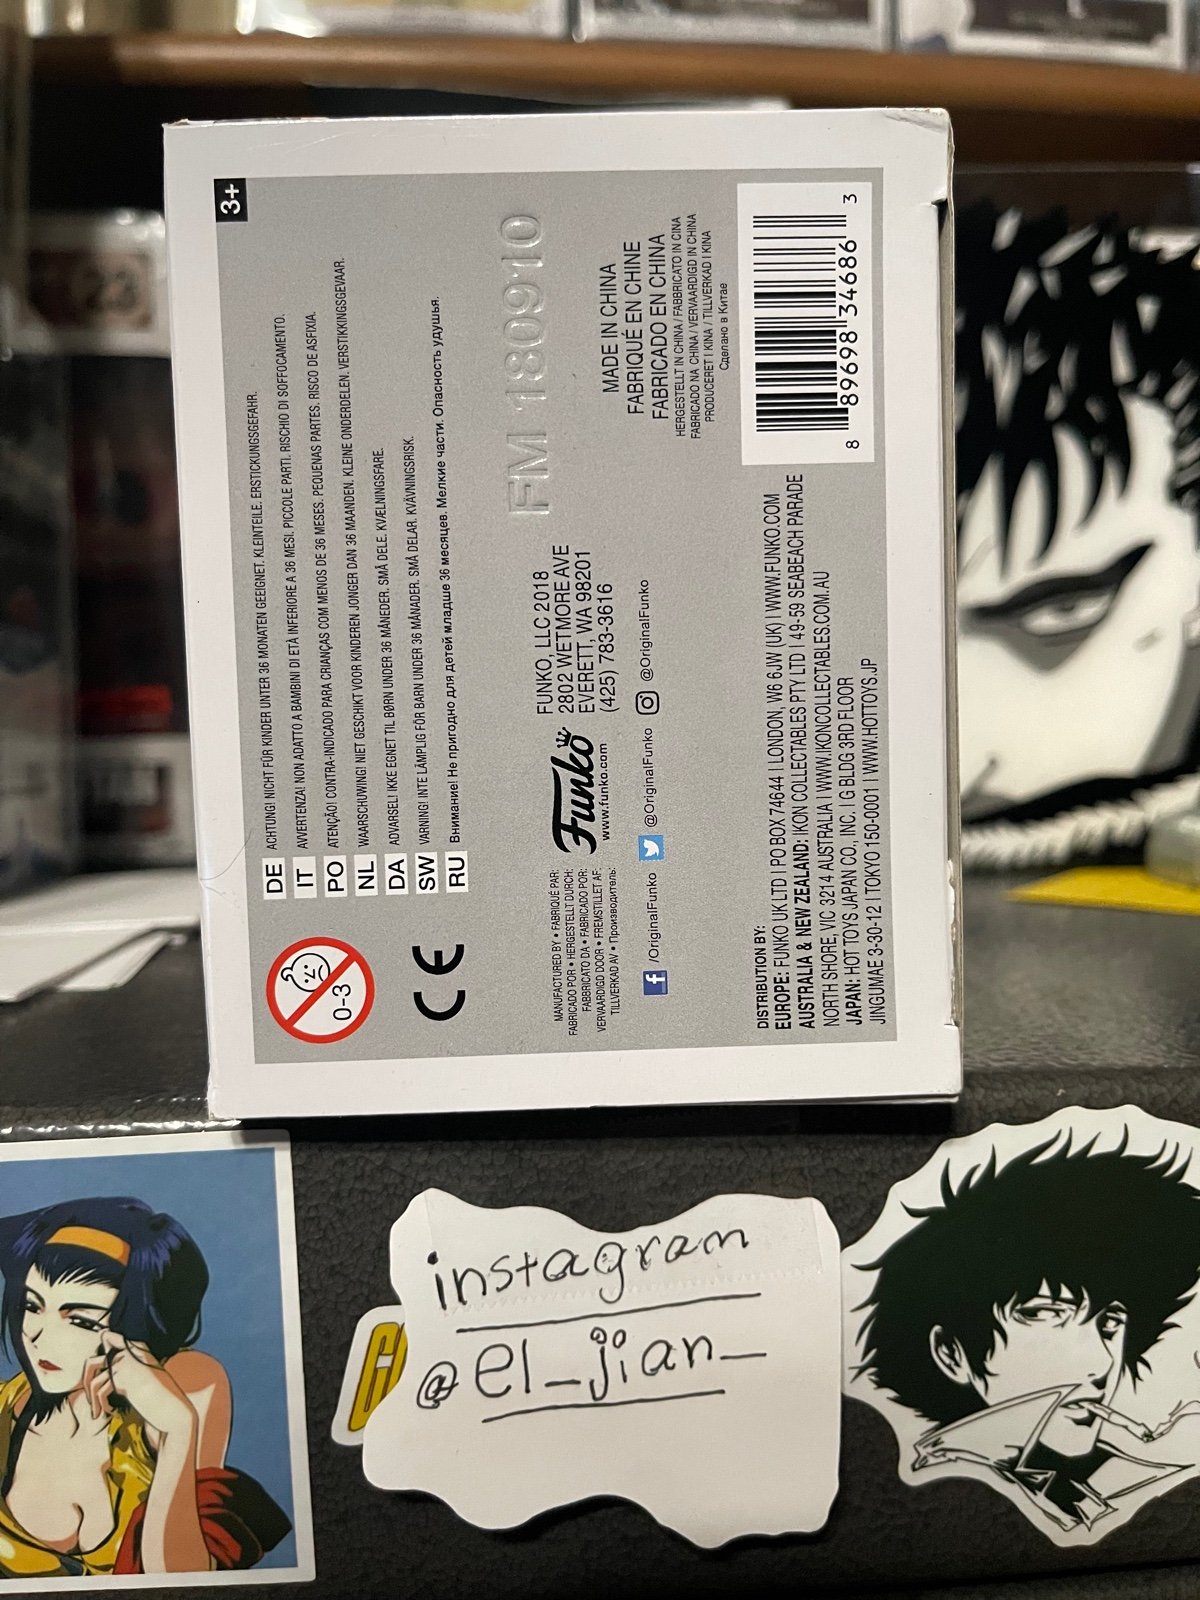 3+
DE ACHTUNG! NICHT FÜR KINDER UNTER 36 MONATEN GEEIGNET. KLEINTEILE. ERSTICKUNGSGEFAHR.
IT AVVERTENZA! NON ADATTO A BAMBINI DI ETÀ INFERIORE A 36 MESI. PICCOLE PARTI. RISCHIO DI SOFFOCAMENTO.
PO ATENÇÃO! CONTRA-INDICADO PARA CRIANÇAS COM MENOS DE 36 MESES. PEQUENAS PARTES. RISCO DE ASFIXIA.
NL WAARSCHUWING! NIET GESCHIKT VOOR KINDEREN JONGER DAN 36 MAANDEN. KLEINE ONDERDELEN. VERSTIKKINGSGEVAAR.
DA ADVARSEL! IKKE EGNET TIL BØRN UNDER 36 MÅNEDER. SMÅ DELE. KVÆLNINGSFARE.
SW VARNING! INTE LÄMPLIG FÖR BARN UNDER 36 MÅNADER. SMÅ DELAR. KVÄVNINGSRISK.
RU Внимание! Не пригодно для детей младше 36 месяцев. Мелкие части. Опасность удушья.
0-3
CE
FM 180910
MANUFACTURED BY • FABRIQUÉ PAR:
FABRICADO POR • HERGESTELLT DURCH:
FABBRICATO DA • FABRICADO POR:
VERVAARDIGD DOOR • FREMSTILLET AF:
TILLVERKAD AV • Производитель:
Funko
www.funko.com
FUNKO, LLC 2018
2802 WETMORE AVE
EVERETT, WA 98201
(425) 783-3616
/OriginalFunko @OriginalFunko @OriginalFunko
MADE IN CHINA
FABRIQUÉ EN CHINE
FABRICADO EN CHINA
HERGESTELLT IN CHINA / FABBRICATO IN CINA
FABRICADO NA CHINA / VERVAARDIGD IN CHINA
PRODUCERET I KINA / TILLVERKAD I KINA
Сделано в Китае
DISTRIBUTION BY:
EUROPE: FUNKO UK LTD | PO BOX 74644 | LONDON, W6 6JW (UK) | WWW.FUNKO.COM
AUSTRALIA & NEW ZEALAND: IKON COLLECTABLES PTY LTD | 49-59 SEABEACH PARADE
NORTH SHORE, VIC 3214 AUSTRALIA | WWW.IKONCOLLECTABLES.COM.AU
JAPAN: HOT TOYS JAPAN CO., INC. | G BLDG 3RD FLOOR
JINGUMAE 3-30-12 | TOKYO 150-0001 | WWW.HOTTOYS.JP
8 89698 34686 3
23
instagram
@el_jian_